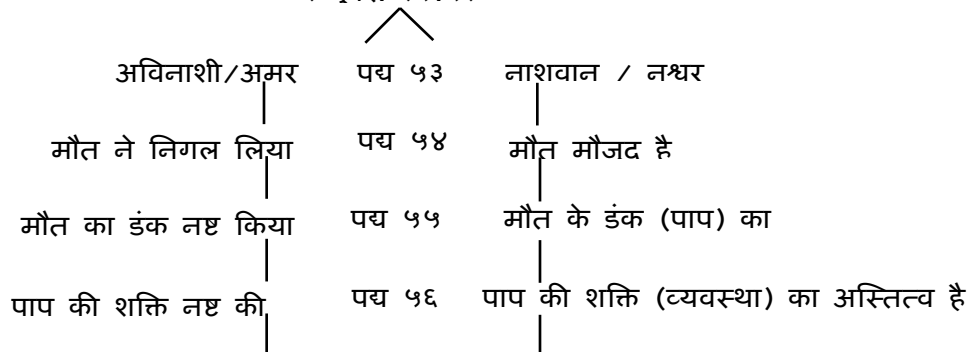 अविनाशी/अमर पद्य ५३ नाशवान / नश्वर
मौत ने निगल लिया पद्य ५४ मौत मौजद है
मौत का डंक नष्ट किया पद्य ५५ मौत के डंक (पाप) का
पाप की शक्ति नष्ट की पद्य ५६ पाप की शक्ति (व्यवस्था) का अस्तित्व है